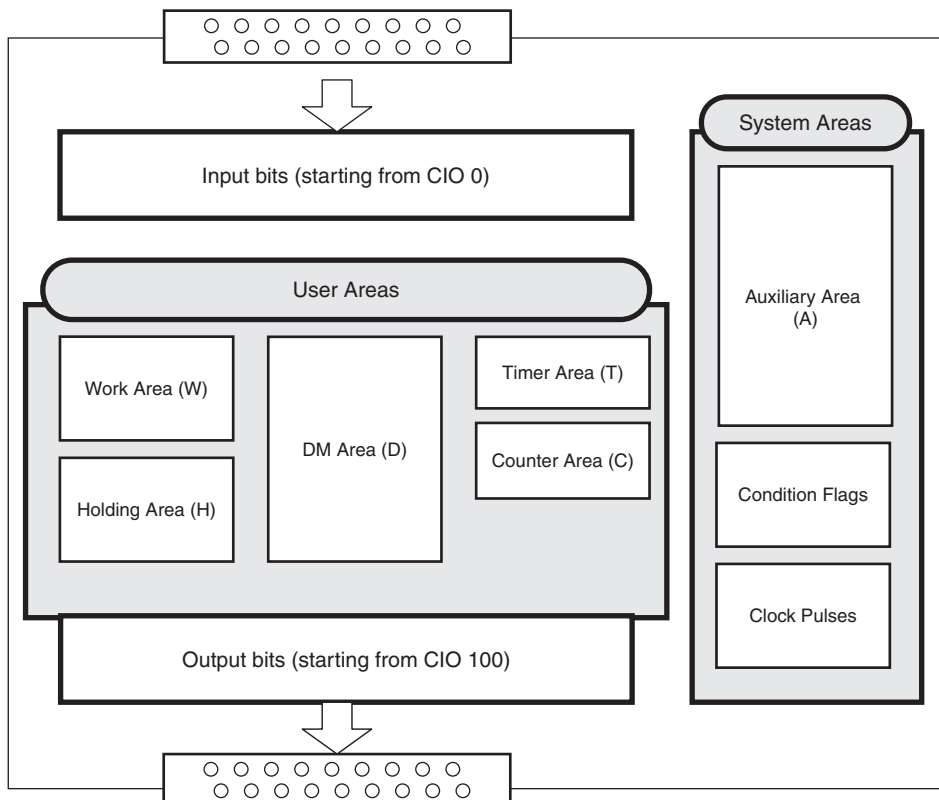 Input bits (starting from CIO 0)
System Areas
Auxiliary Area
(A)
Condition Flags
Clock Pulses
User Areas
Work Area (W)
Holding Area (H)
DM Area (D)
Timer Area (T)
Counter Area (C)
Output bits (starting from CIO 100)